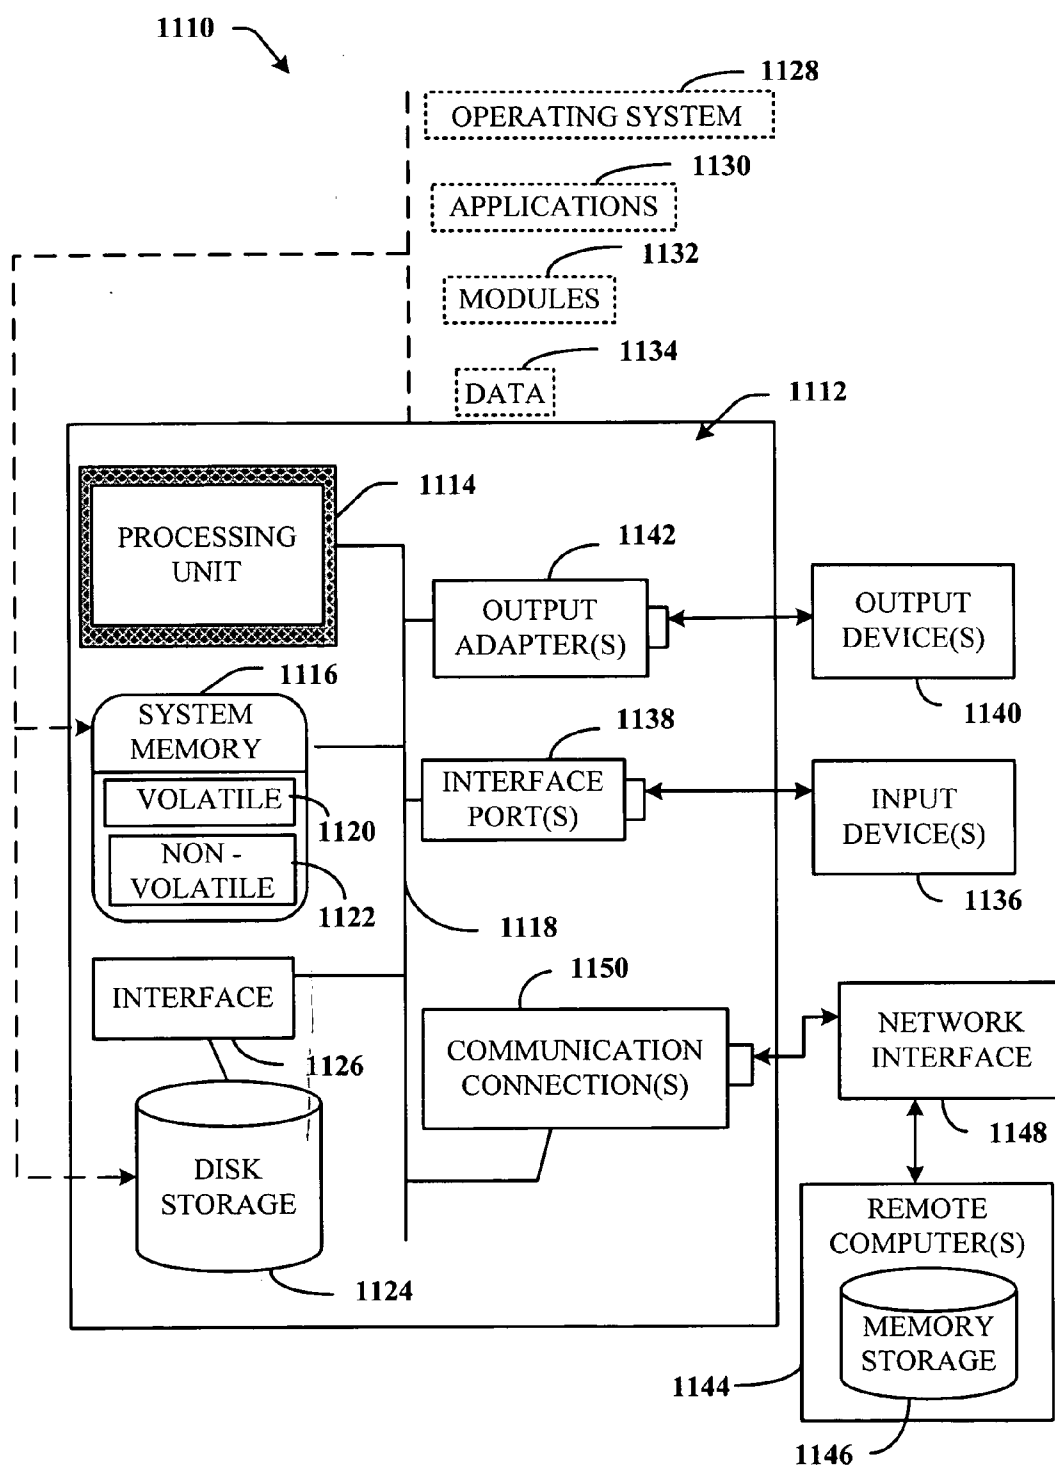 1110
1128
OPERATING SYSTEM
1130
APPLICATIONS
1132
MODULES
1134
DATA
1112
1114
PROCESSING
UNIT
1142
OUTPUT
ADAPTER(S)
OUTPUT
DEVICE(S)
1140
1116
SYSTEM
MEMORY
VOLATILE
1120
NON -
VOLATILE
1122
1138
INTERFACE
PORT(S)
INPUT
DEVICE(S)
1136
1118
1150
INTERFACE
1126
COMMUNICATION
CONNECTION(S)
NETWORK
INTERFACE
1148
DISK
STORAGE
1124
REMOTE
COMPUTER(S)
MEMORY
STORAGE
1144
1146